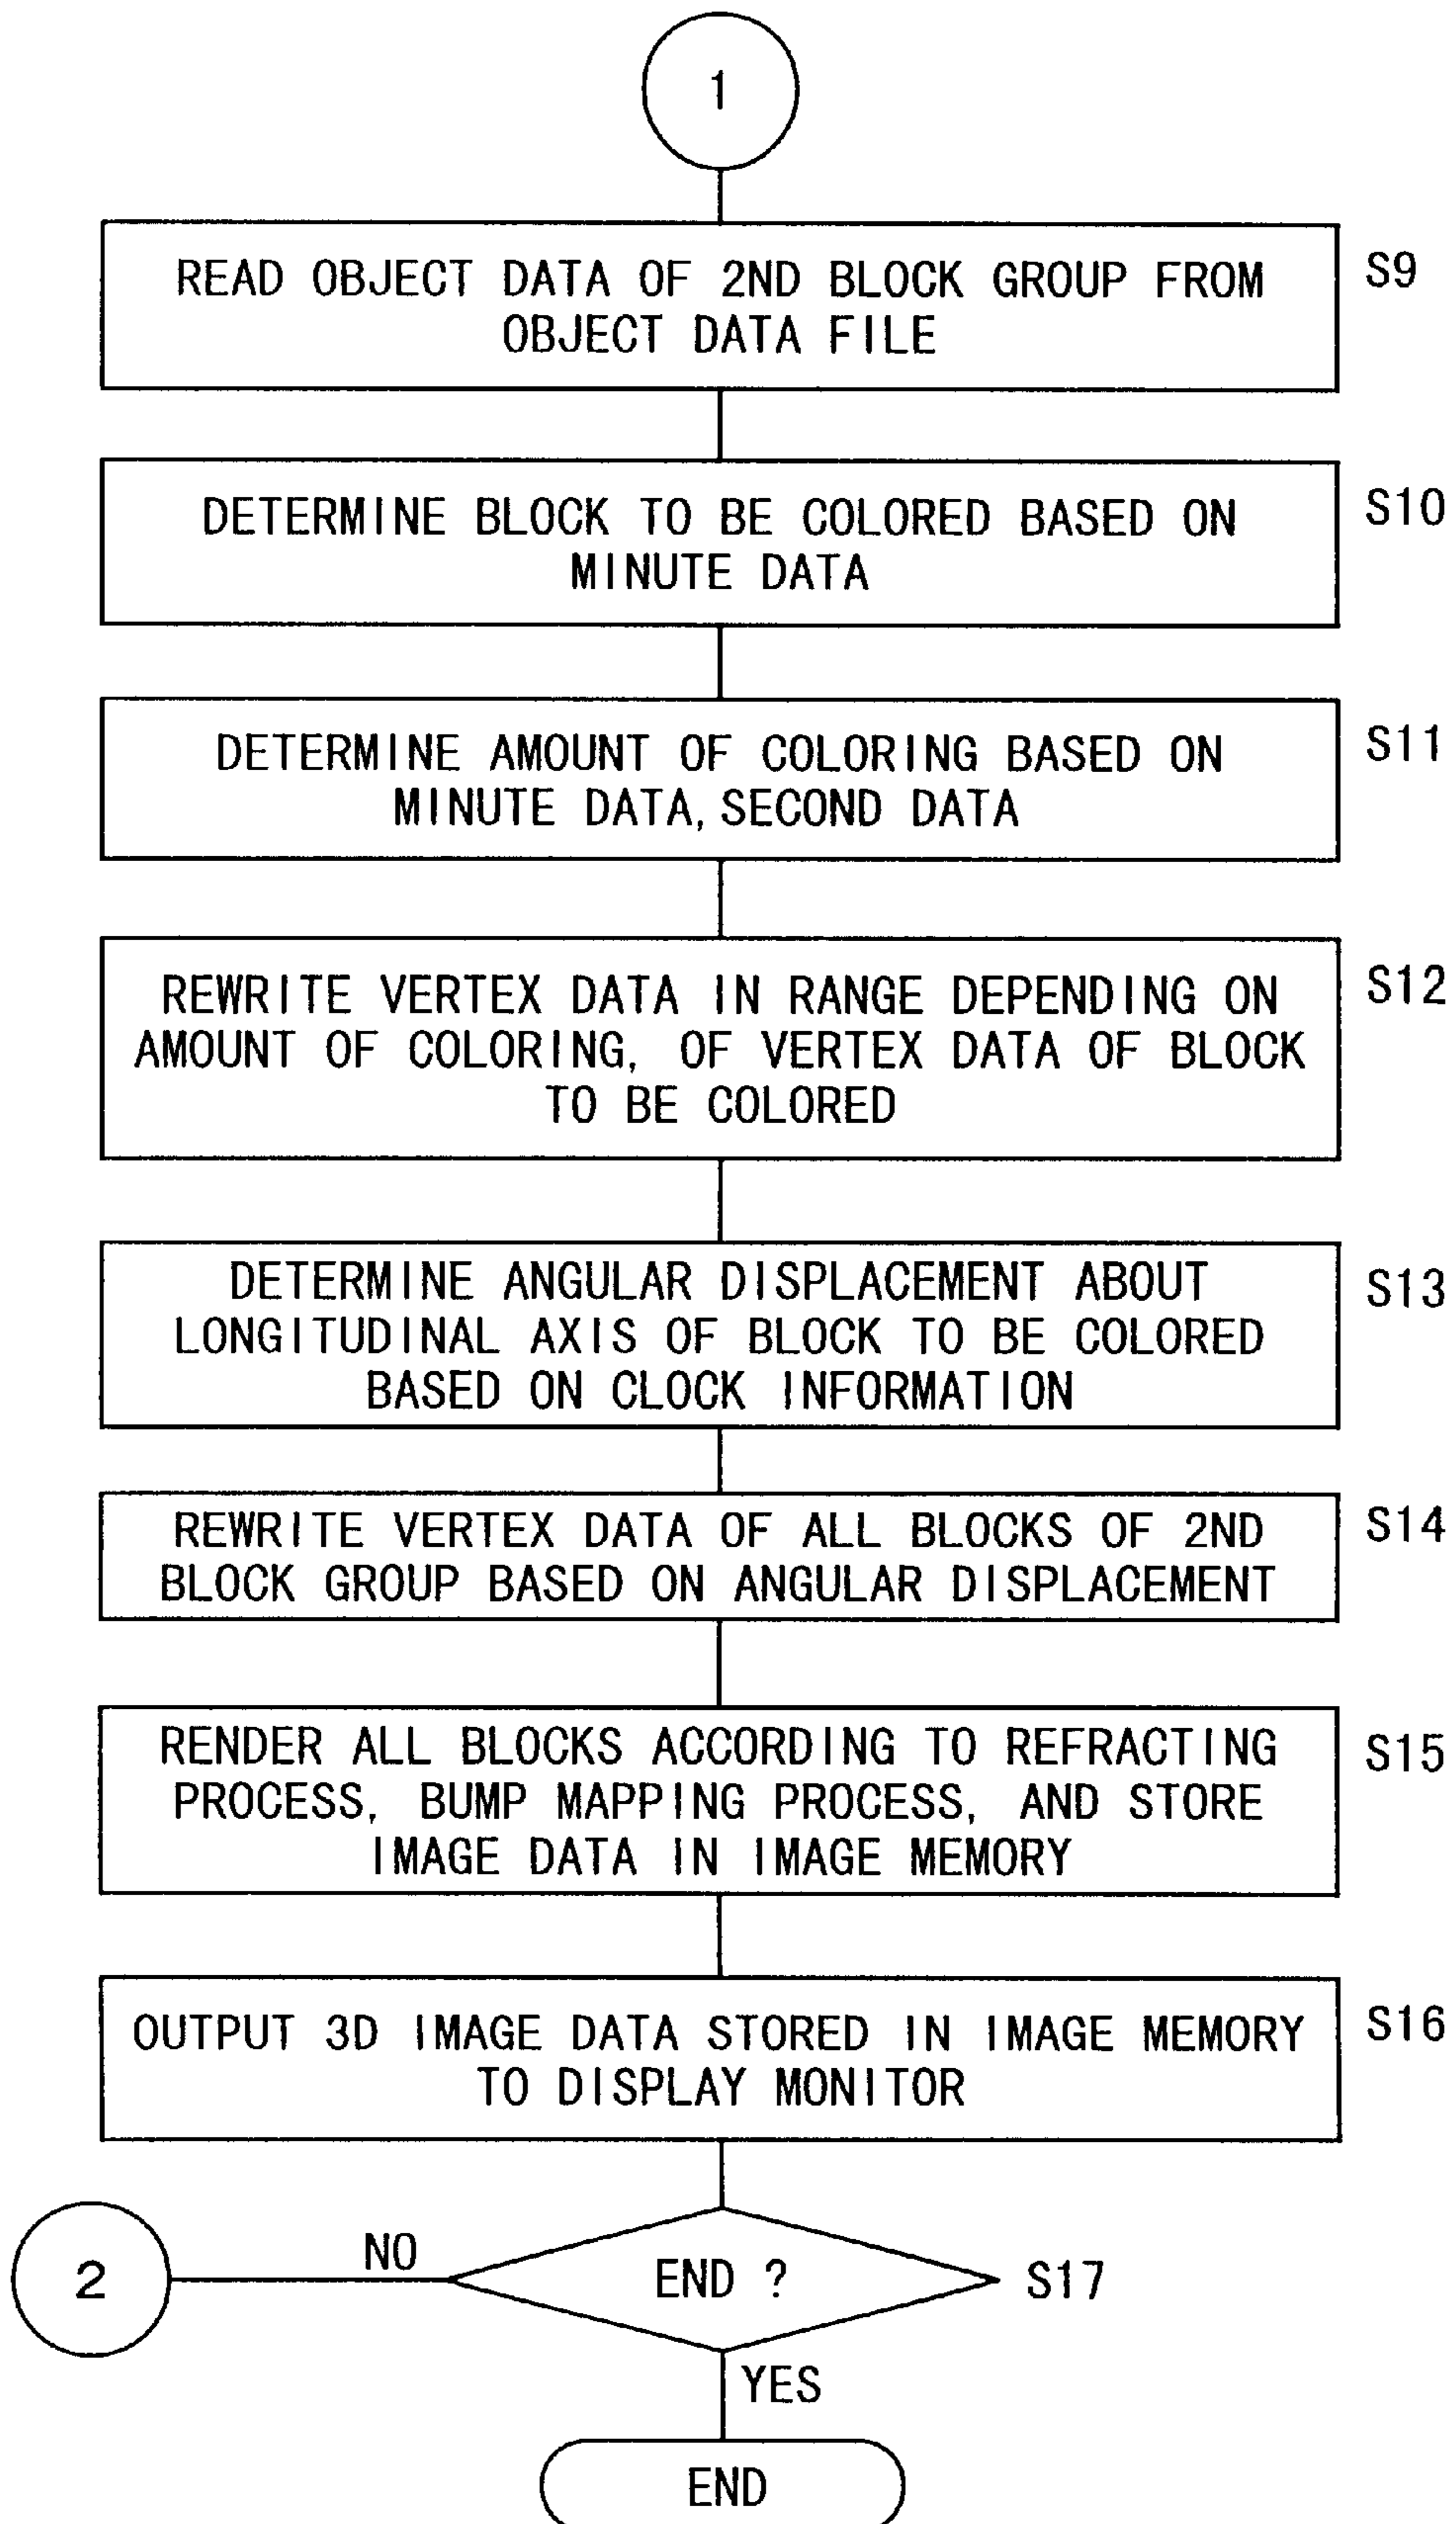 1
READ OBJECT DATA OF 2ND BLOCK GROUP FROM
OBJECT DATA FILE
S9
DETERMINE BLOCK TO BE COLORED BASED ON
MINUTE DATA
S10
DETERMINE AMOUNT OF COLORING BASED ON
MINUTE DATA, SECOND DATA
S11
REWRITE VERTEX DATA IN RANGE DEPENDING ON
AMOUNT OF COLORING, OF VERTEX DATA OF BLOCK
TO BE COLORED
S12
DETERMINE ANGULAR DISPLACEMENT ABOUT
LONGITUDINAL AXIS OF BLOCK TO BE COLORED
BASED ON CLOCK INFORMATION
S13
REWRITE VERTEX DATA OF ALL BLOCKS OF 2ND
BLOCK GROUP BASED ON ANGULAR DISPLACEMENT
S14
RENDER ALL BLOCKS ACCORDING TO REFRACTING
PROCESS, BUMP MAPPING PROCESS, AND STORE
IMAGE DATA IN IMAGE MEMORY
S15
OUTPUT 3D IMAGE DATA STORED IN IMAGE MEMORY
TO DISPLAY MONITOR
S16
2
NO
END ?
S17
YES
END